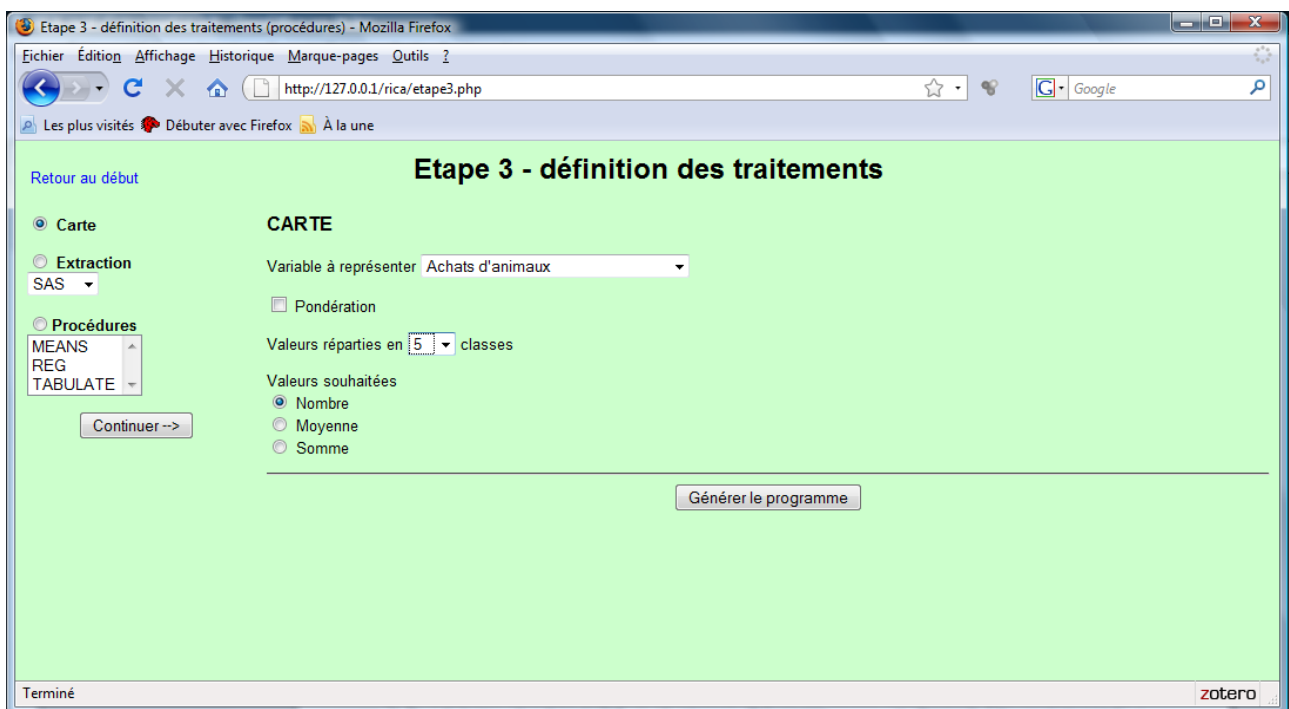 Etape 3 - définition des traitements (procédures) - Mozilla Firefox
Fichier Édition Affichage Historique Marque-pages Outils ?
http://127.0.0.1/rica/etape3.php
Google
Les plus visités Débuter avec Firefox À la une
Retour au début
Etape 3 - définition des traitements
Carte
Extraction
SAS
Procédures
MEANS
REG
TABULATE
Continuer -->
CARTE
Variable à représenter Achats d'animaux
Pondération
Valeurs réparties en 5 classes
Valeurs souhaitées
Nombre
Moyenne
Somme
Générer le programme
Terminé
zotero